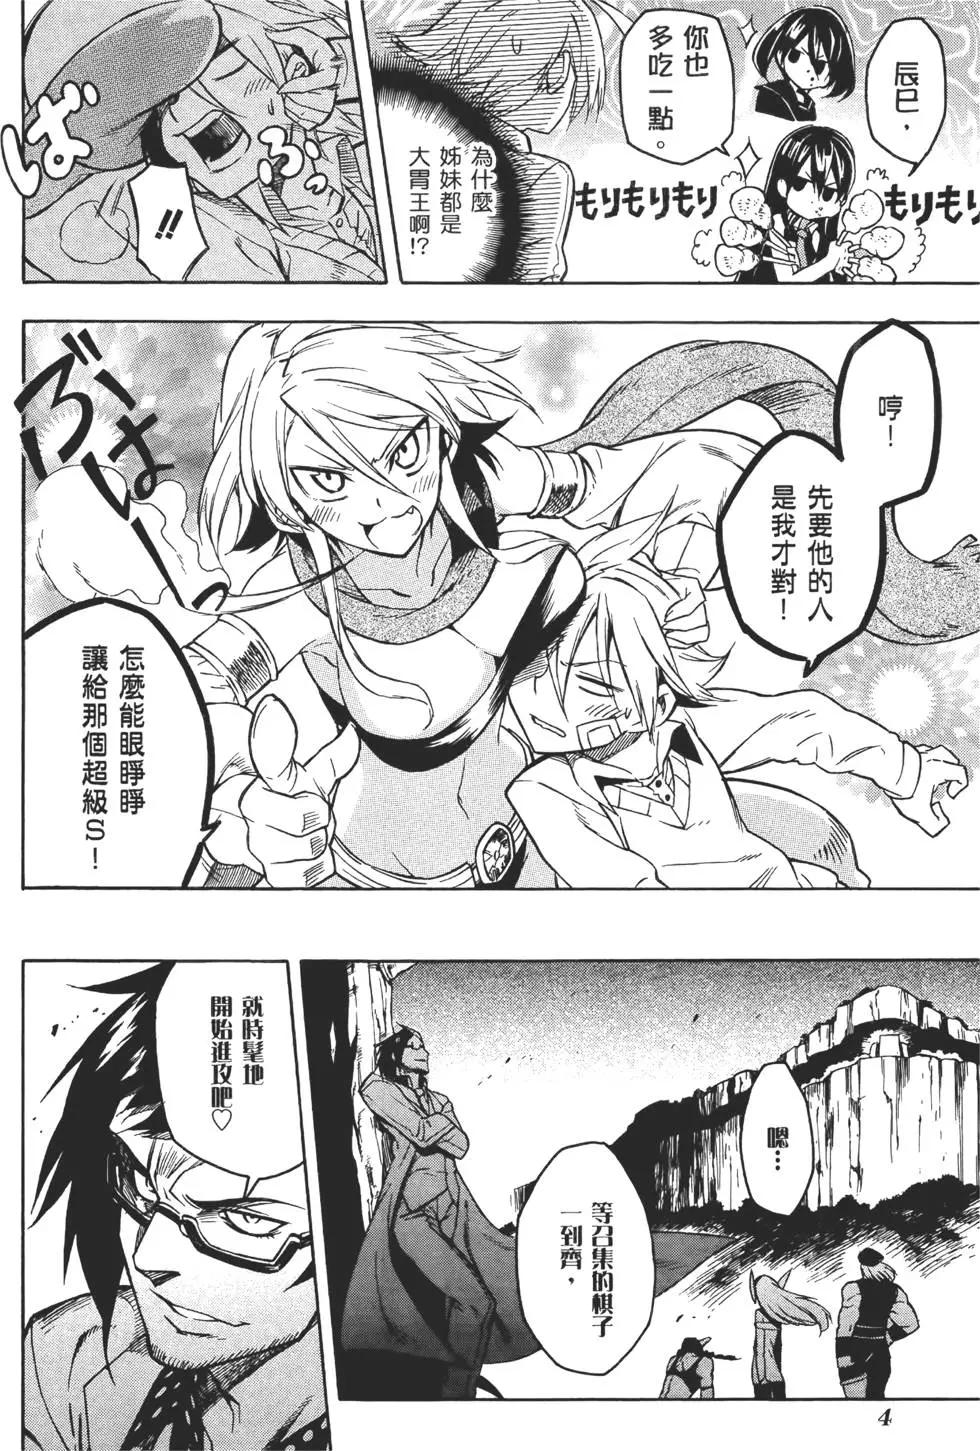 辰巳，
你也
多吃一
點。
もりもりもり
もりもりもり
為什麼
姊妹都是
大胃王啊！？
ふぶ
ば
！！
哼！
先要他的人
是我才對！
ぶはー
怎麼能眼睜睜
讓給那個超級S！
嗯…
等召集的棋子
一到齊，
就時髦地
開始進攻吧♡
4